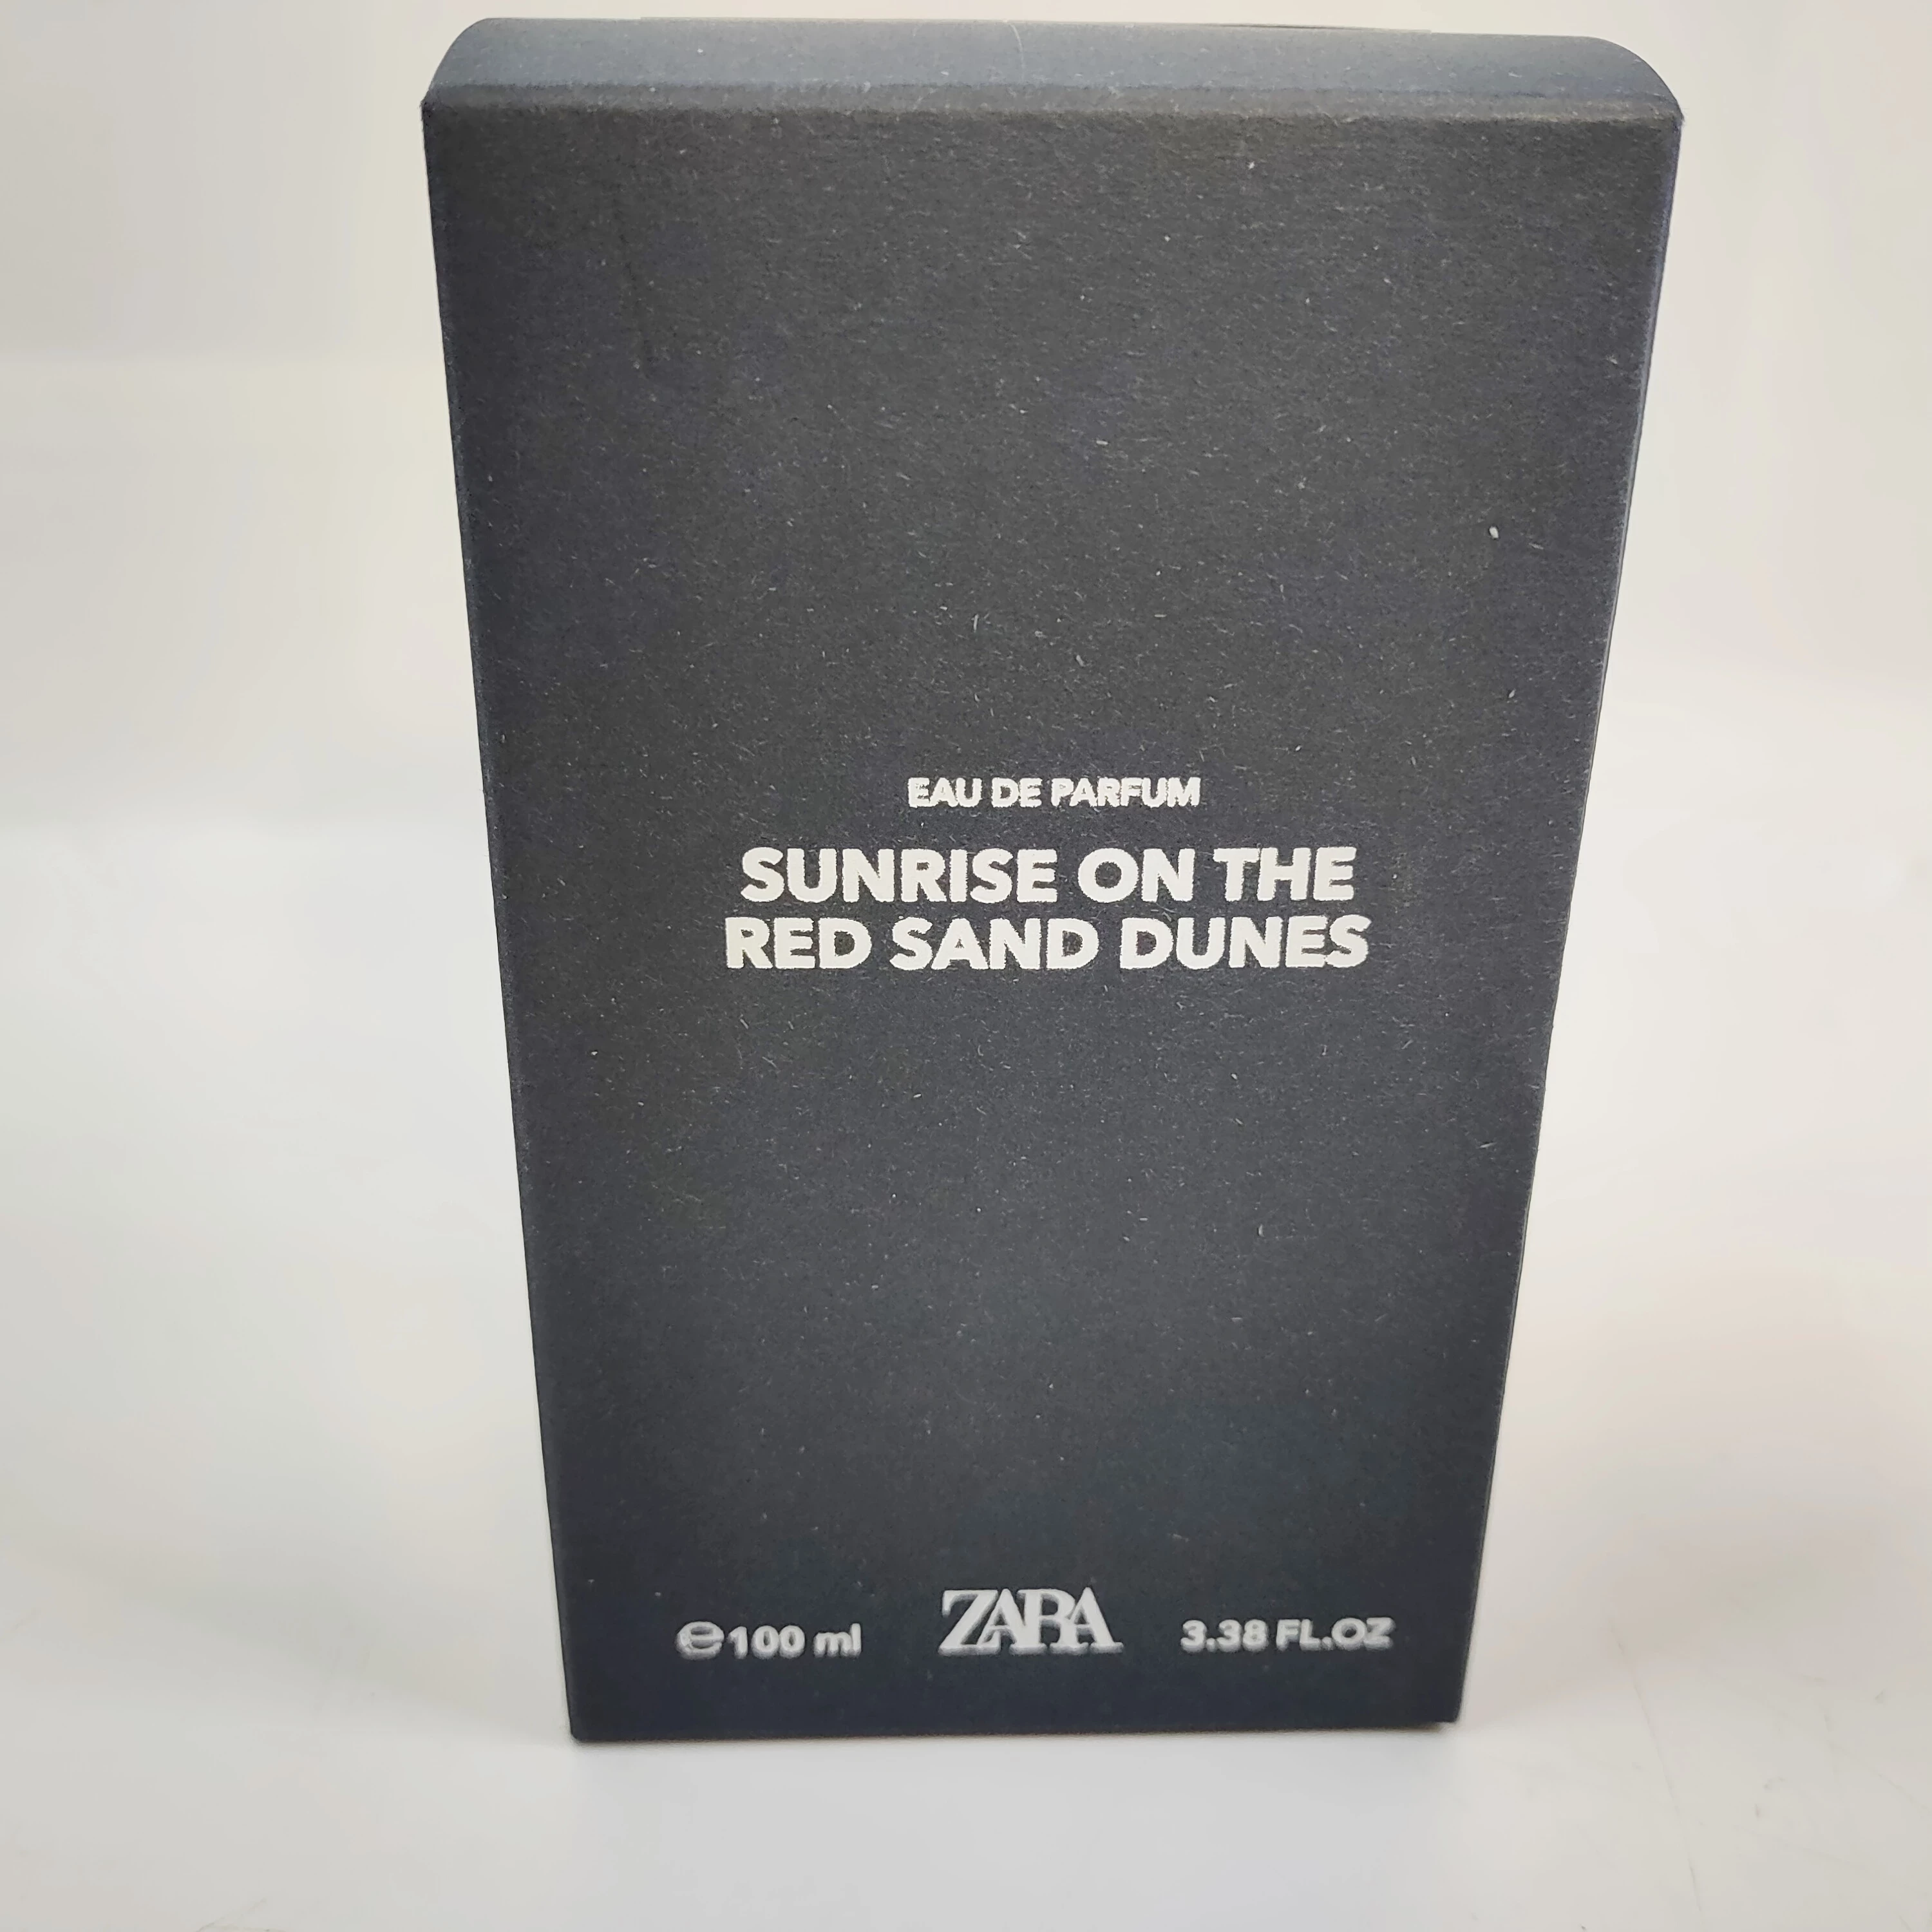 EAU DE PARFUM
SUNRISE ON THE
RED SAND DUNES
℮100 ml ZARA 3.38 FL.OZ